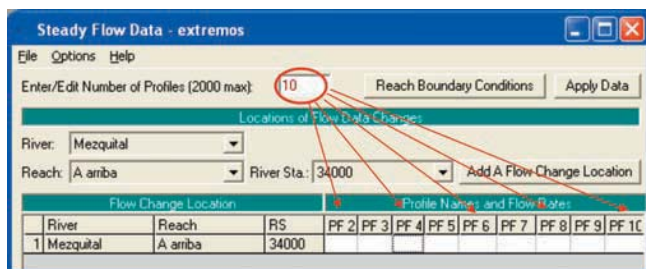 Steady Flow Data - extremos
File Options Help
Enter/Edit Number of Profiles (2000 max): 10 Reach Boundary Conditions Apply Data
Locations of Flow Data Changes
River: Mezquital
Reach: A arriba River Sta.: 34000 Add A Flow Change Location
Flow Change Location Profile Names and Flow Rates
River Reach RS PF 2 PF 3 PF 4 PF 5 PF 6 PF 7 PF 8 PF 9 PF 10
1 Mezquital A arriba 34000